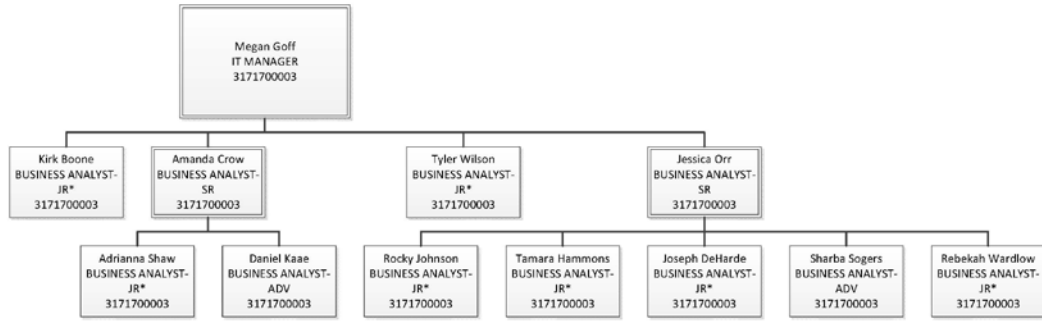 Megan Goff
IT MANAGER
3171700003
Kirk Boone
BUSINESS ANALYST-
JR*
3171700003
Amanda Crow
BUSINESS ANALYST-
SR
3171700003
Tyler Wilson
BUSINESS ANALYST-
JR*
3171700003
Jessica Orr
BUSINESS ANALYST-
SR
3171700003
Adrianna Shaw
BUSINESS ANALYST-
JR*
3171700003
Daniel Kaae
BUSINESS ANALYST-
ADV
3171700003
Rocky Johnson
BUSINESS ANALYST-
JR*
3171700003
Tamara Hammons
BUSINESS ANALYST-
JR*
3171700003
Joseph DeHarde
BUSINESS ANALYST-
JR*
3171700003
Sharba Sogers
BUSINESS ANALYST-
ADV
3171700003
Rebekah Wardlow
BUSINESS ANALYST-
JR*
3171700003